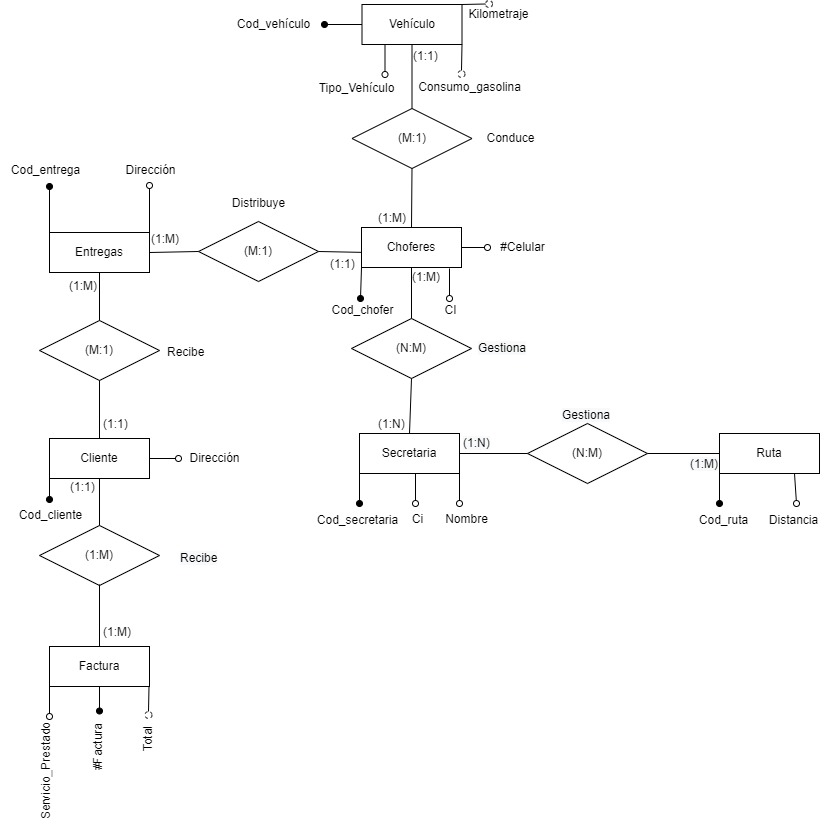 Kilometraje
Cod_vehículo
Vehículo
(1:1)
Tipo_Vehículo
Consumo_gasolina
(M:1)
Conduce
Cod_entrega
Dirección
Distribuye
(1:M)
Entregas
(1:M)
(M:1)
(1:1)
Choferes
#Celular
(1:M)
(1:M)
Cod_chofer
CI
(M:1)
Recibe
(N:M)
Gestiona
(1:1)
(1:N)
Gestiona
Cliente
Dirección
Secretaria
(1:N)
(N:M)
(1:M)
Ruta
(1:1)
Cod_cliente
Cod_secretaria
Ci
Nombre
Cod_ruta
Distancia
(1:M)
Recibe
(1:M)
Factura
Servicio_Prestado
#Factura
Total